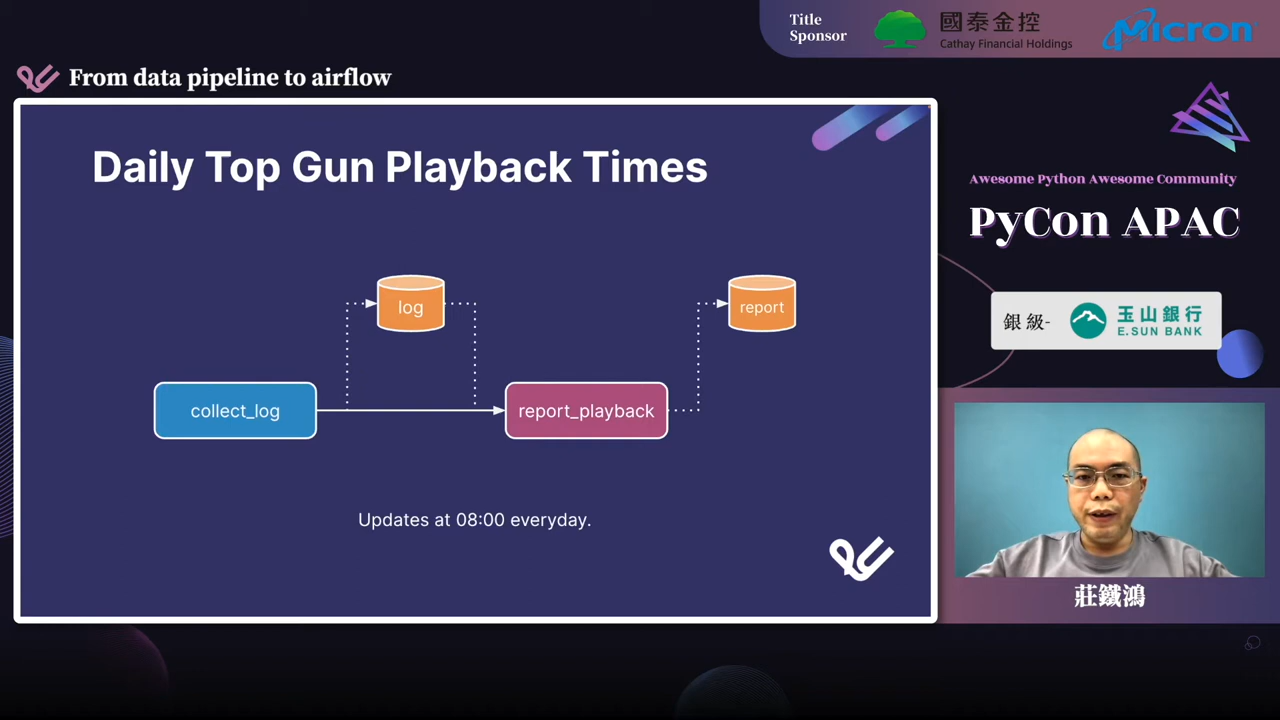 Title
Sponsor
國泰金控
Cathay Financial Holdings
Micron
From data pipeline to airflow
Daily Top Gun Playback Times
log
report
collect_log
report_playback
Updates at 08:00 everyday.
Awesome Python Awesome Community
PyCon APAC
銀級-
玉山銀行
E.SUN BANK
莊鐵鴻